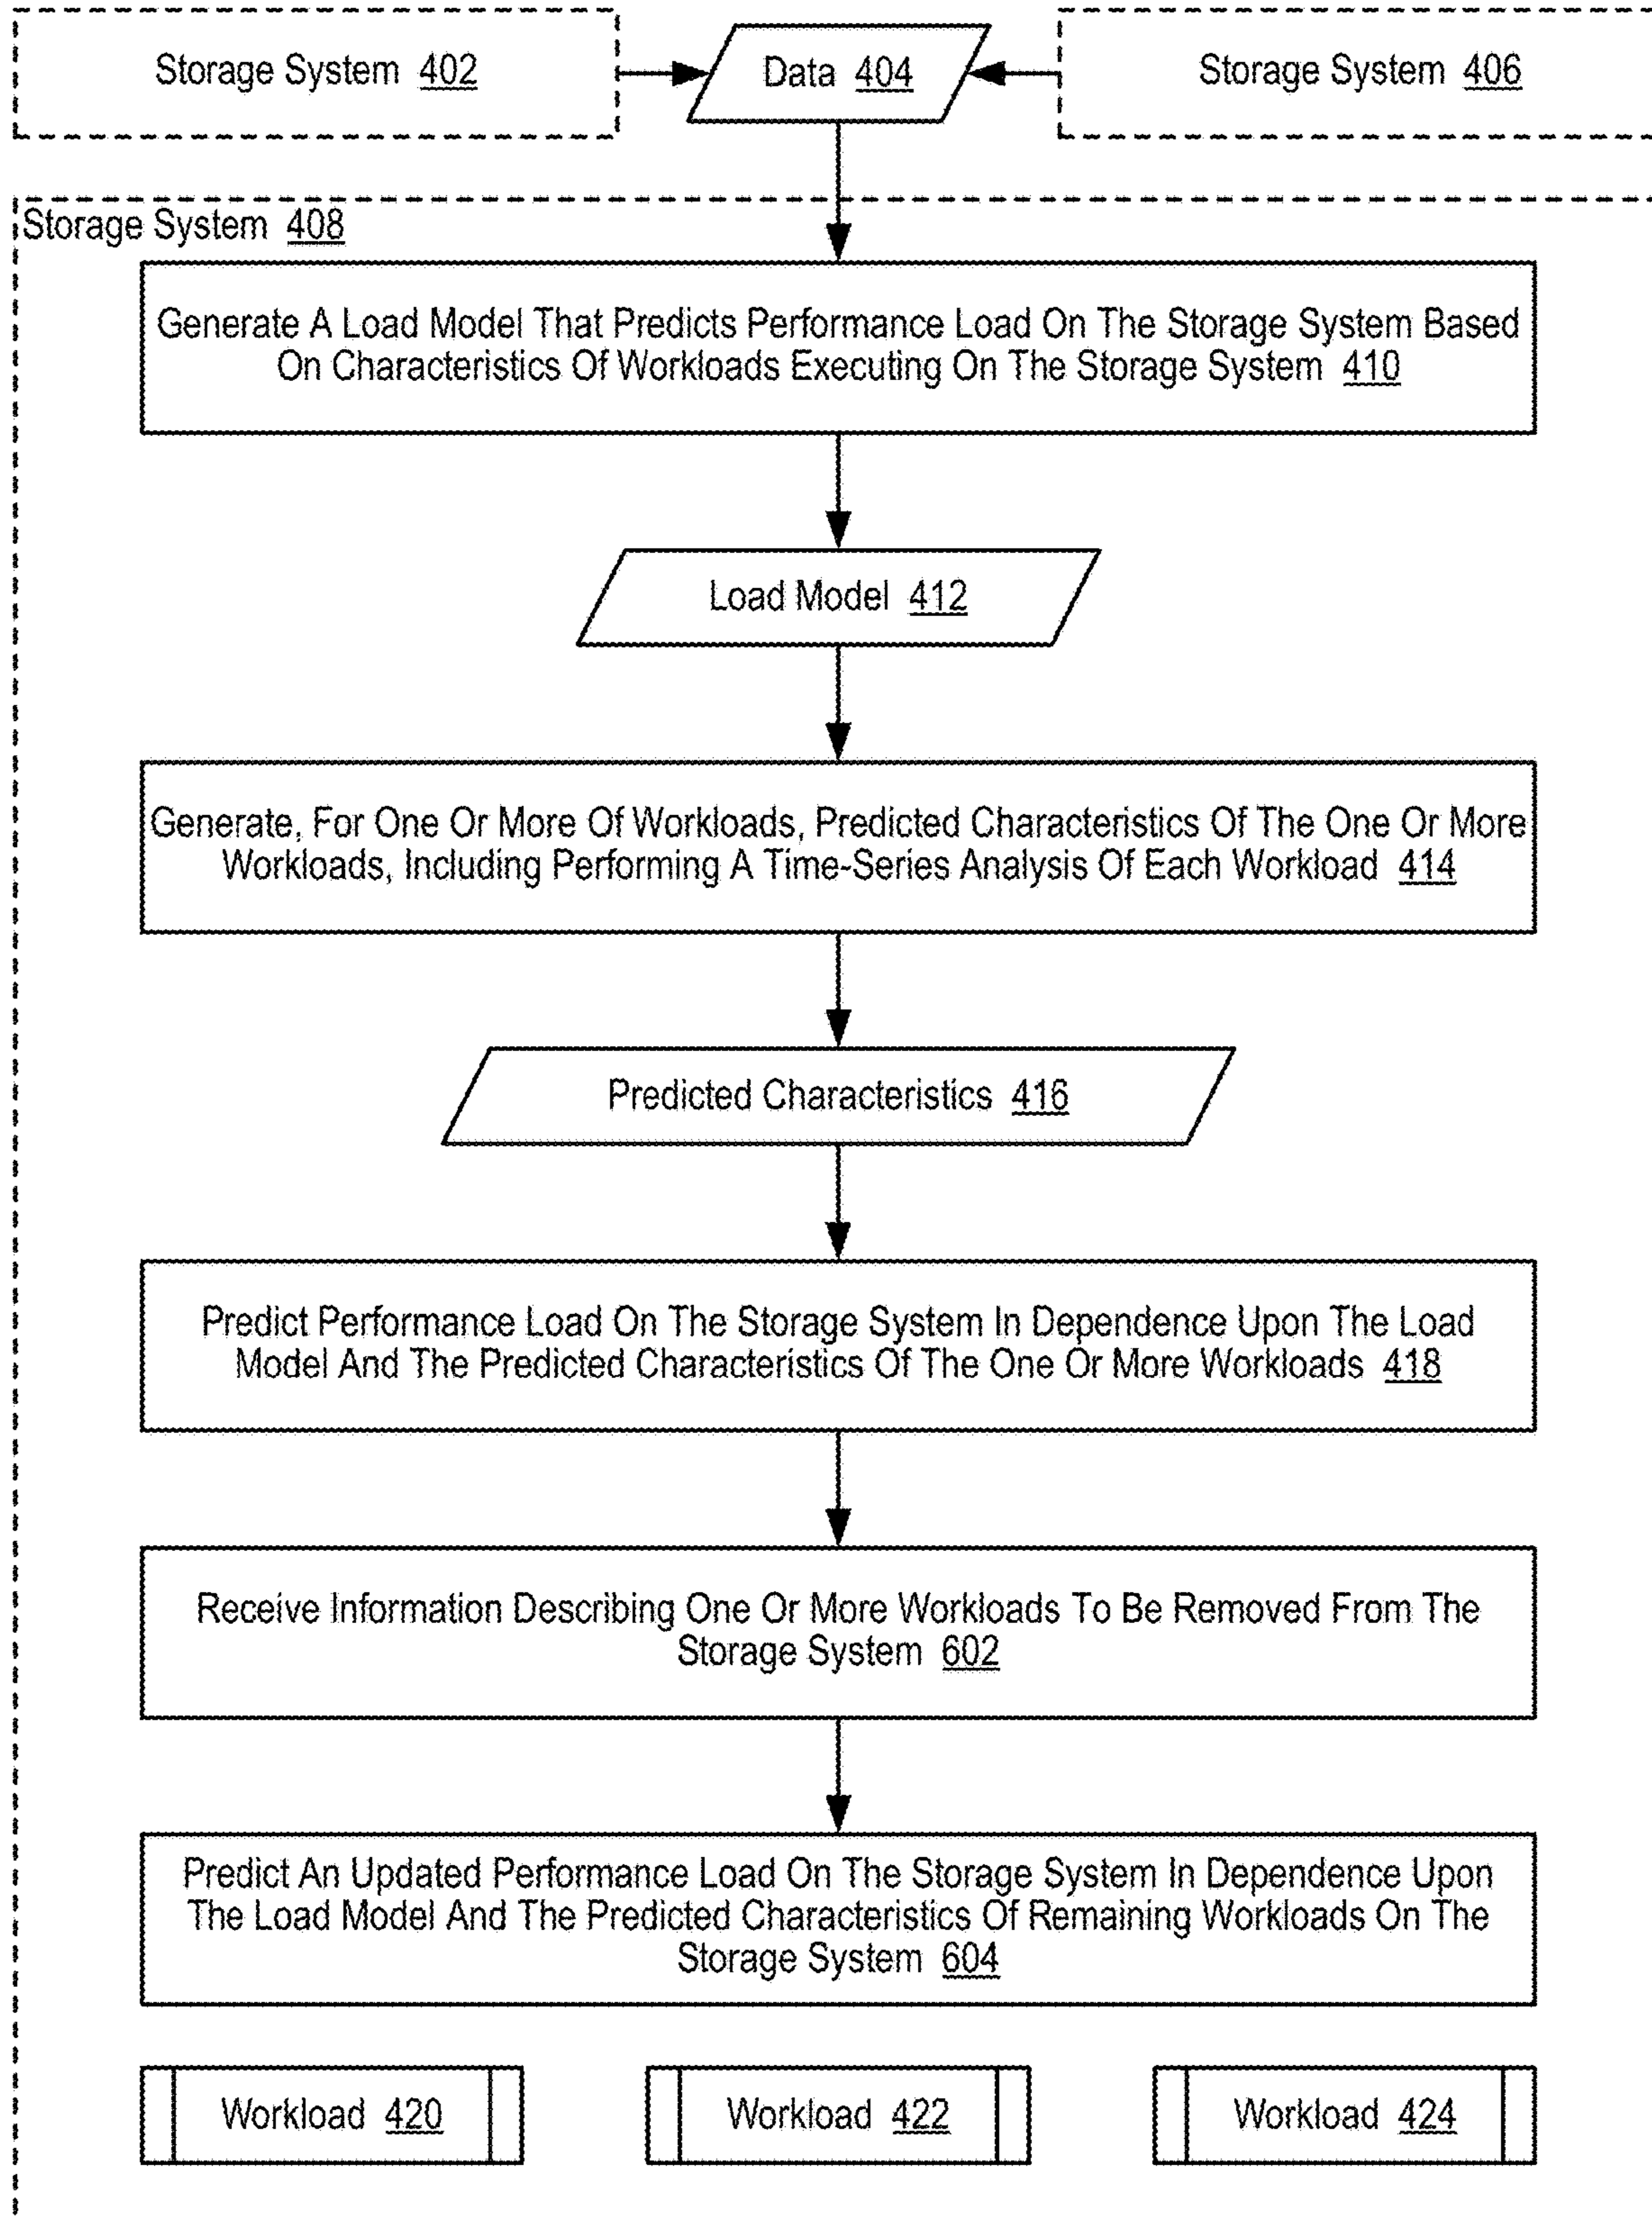 Storage System 402
Data 404
Storage System 406
Storage System 408
Generate A Load Model That Predicts Performance Load On The Storage System Based
On Characteristics Of Workloads Executing On The Storage System 410
Load Model 412
Generate, For One Or More Of Workloads, Predicted Characteristics Of The One Or More
Workloads, Including Performing A Time-Series Analysis Of Each Workload 414
Predicted Characteristics 416
Predict Performance Load On The Storage System In Dependence Upon The Load
Model And The Predicted Characteristics Of The One Or More Workloads 418
Receive Information Describing One Or More Workloads To Be Removed From The
Storage System 602
Predict An Updated Performance Load On The Storage System In Dependence Upon
The Load Model And The Predicted Characteristics Of Remaining Workloads On The
Storage System 604
Workload 420
Workload 422
Workload 424